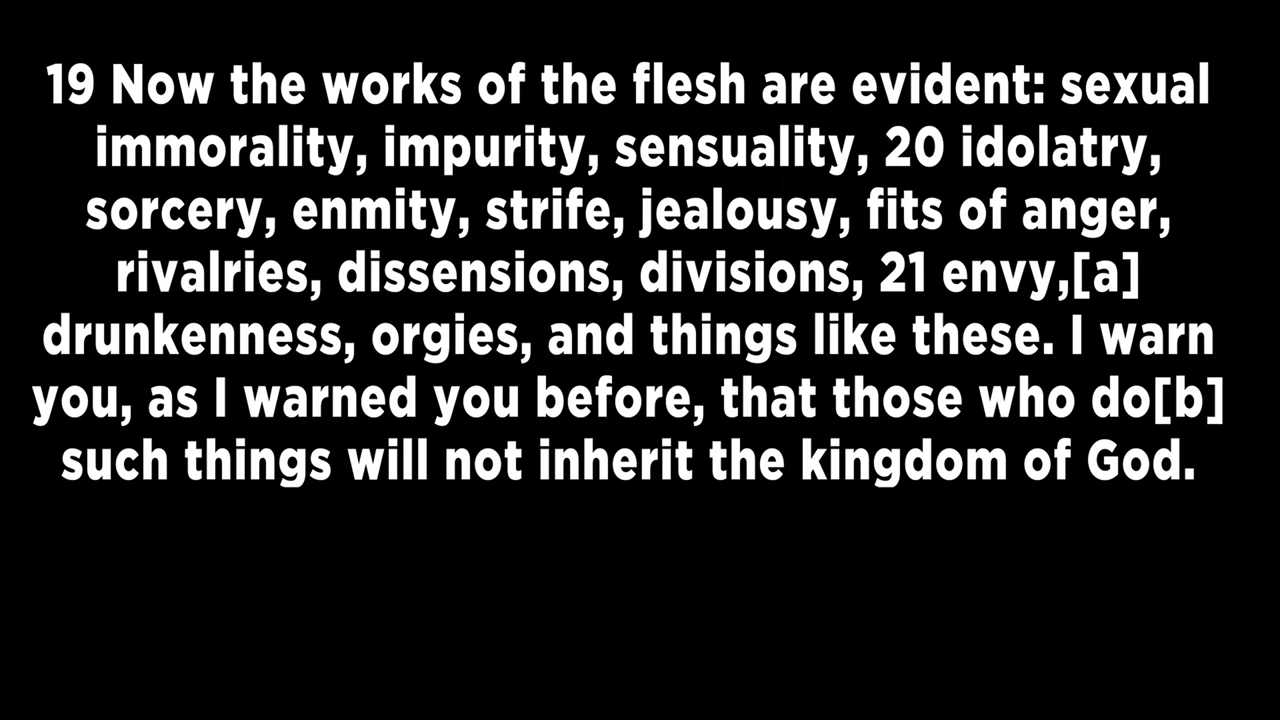 19 Now the works of the flesh are evident: sexual
immorality, impurity, sensuality, 20 idolatry,
sorcery, enmity, strife, jealousy, fits of anger,
rivalries, dissensions, divisions, 21 envy,[a]
drunkenness, orgies, and things like these. I warn
you, as I warned you before, that those who do[b]
such things will not inherit the kingdom of God.